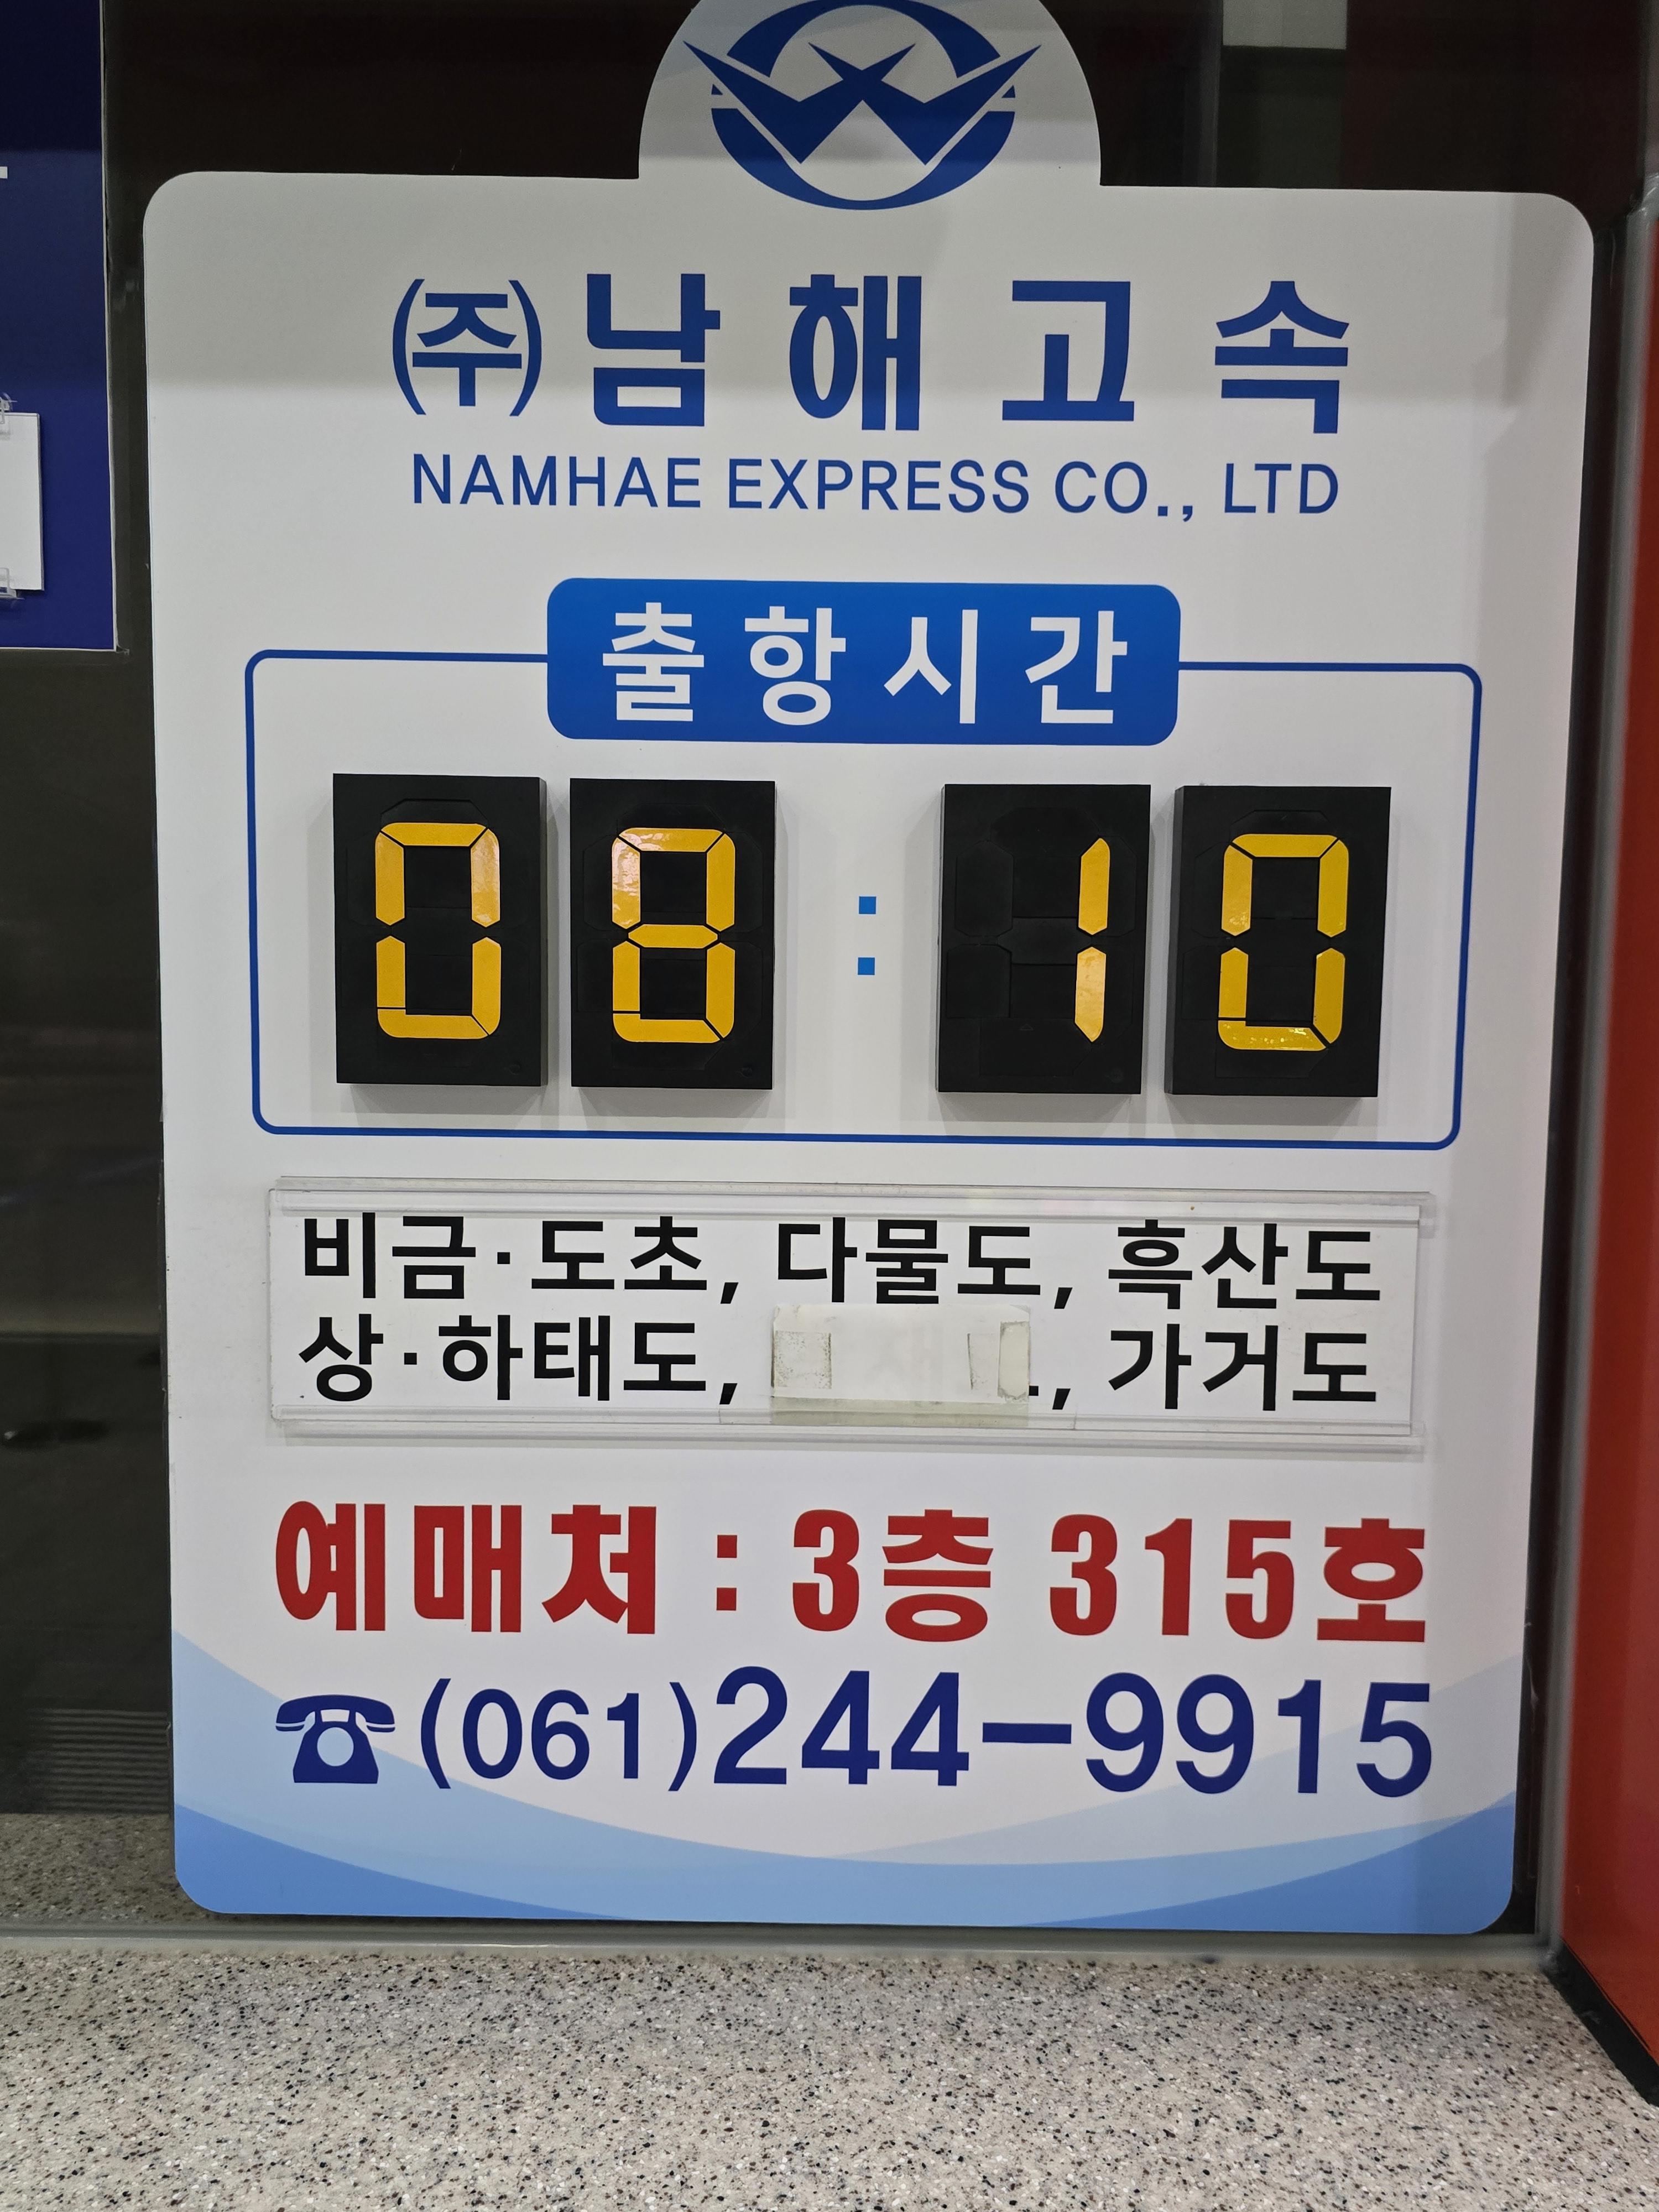 ㈜남해고속
NAMHAE EXPRESS CO., LTD
출항시간
08:10
비금·도초, 다물도, 흑산도
상·하태도, , 가거도
예매처 : 3층 315호
☎(061)244-9915